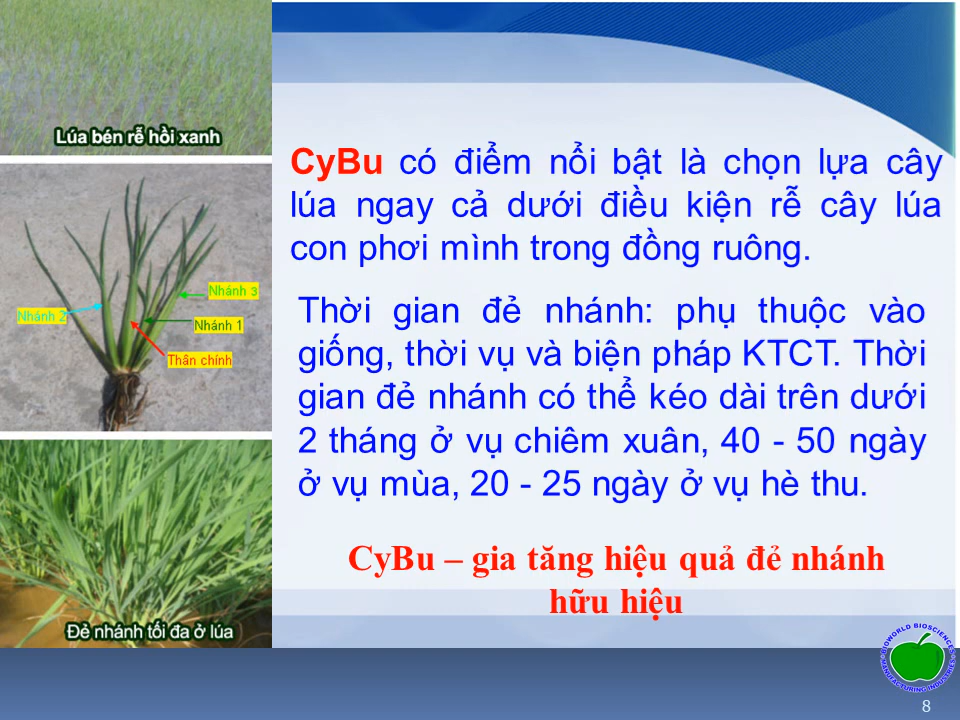 Lúa bén rễ hồi xanh
Nhánh 3
Nhánh 2
Nhánh 1
Thân chính
Đẻ nhánh tối đa ở lúa
CyBu có điểm nổi bật là chọn lựa cây
lúa ngay cả dưới điều kiện rễ cây lúa
con phơi mình trong đồng ruông.
Thời gian đẻ nhánh: phụ thuộc vào
giống, thời vụ và biện pháp KTCT. Thời
gian đẻ nhánh có thể kéo dài trên dưới
2 tháng ở vụ chiêm xuân, 40 - 50 ngày
ở vụ mùa, 20 - 25 ngày ở vụ hè thu.
CyBu – gia tăng hiệu quả đẻ nhánh
hữu hiệu
BIOWORLD BIOSCIENCES
MANUFACTURING INDUSTRIES
8